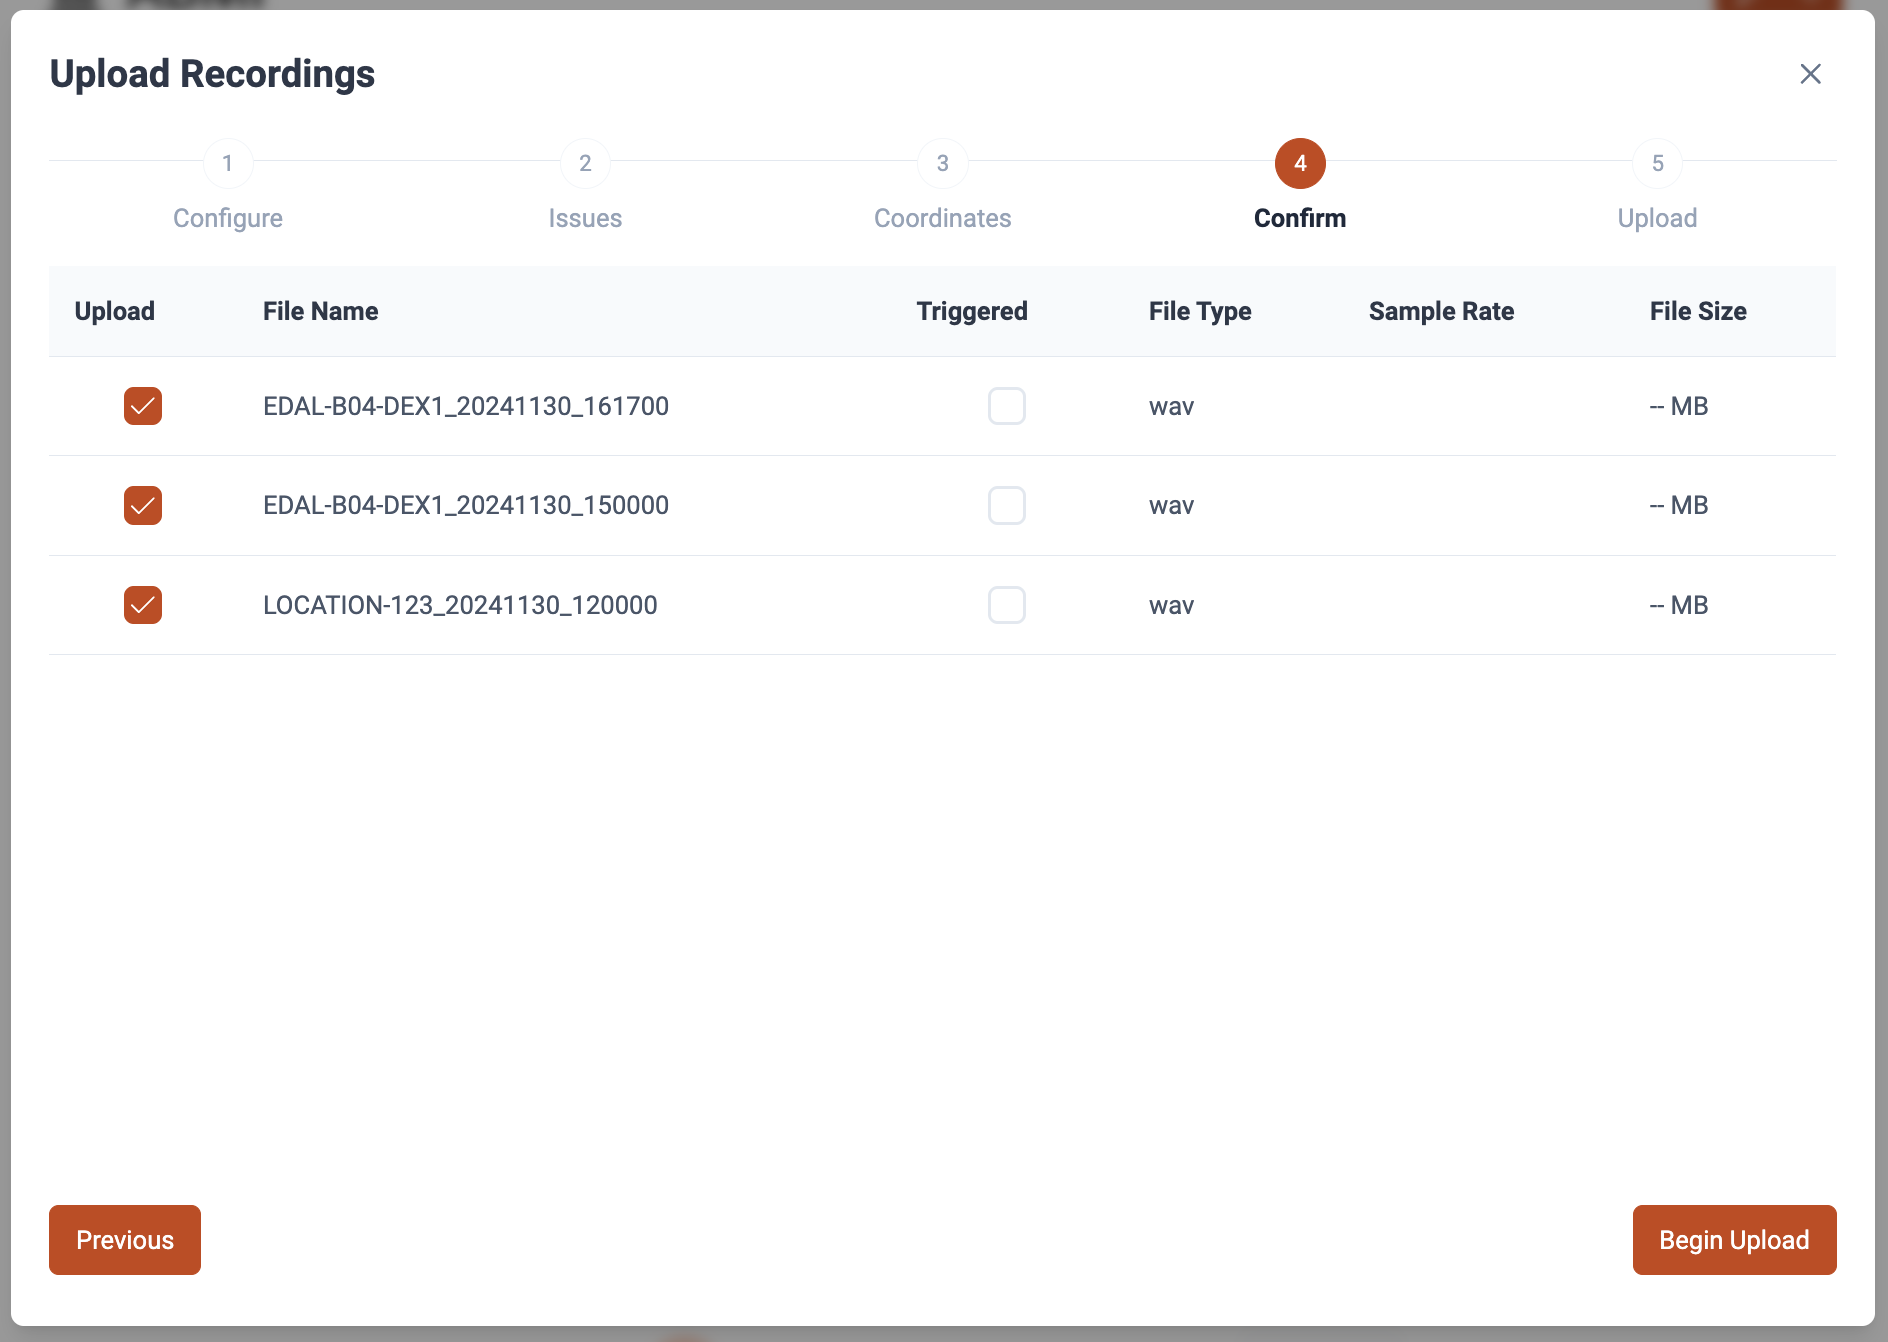 Upload Recordings
1 2 3 4 5
Configure Issues Coordinates Confirm Upload
Upload File Name Triggered File Type Sample Rate File Size
EDAL-B04-DEX1_20241130_161700 wav -- MB
EDAL-B04-DEX1_20241130_150000 wav -- MB
LOCATION-123_20241130_120000 wav -- MB
Previous Begin Upload